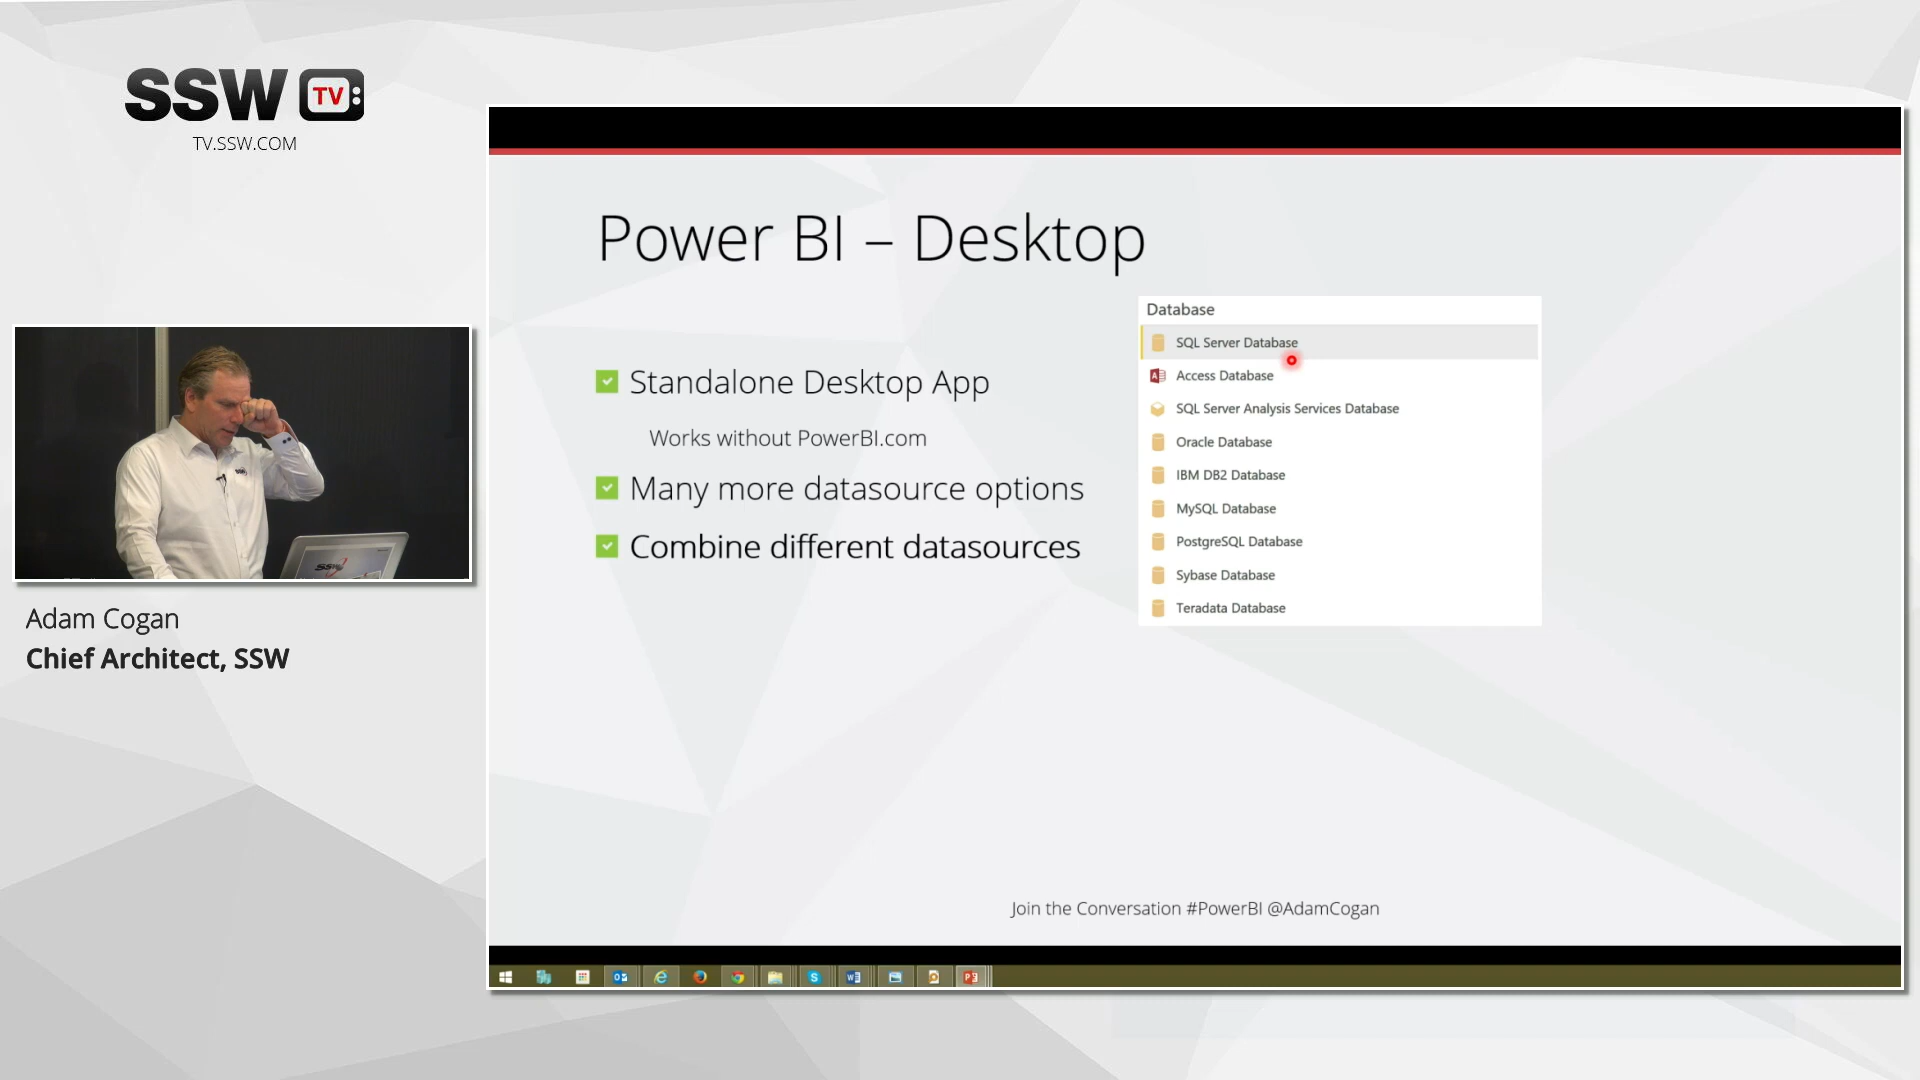 SSW TV:
TV.SSW.COM
Adam Cogan
Chief Architect, SSW
Power BI – Desktop
Standalone Desktop App
Works without PowerBI.com
Many more datasource options
Combine different datasources
Database
SQL Server Database
Access Database
SQL Server Analysis Services Database
Oracle Database
IBM DB2 Database
MySQL Database
PostgreSQL Database
Sybase Database
Teradata Database
Join the Conversation #PowerBI @AdamCogan